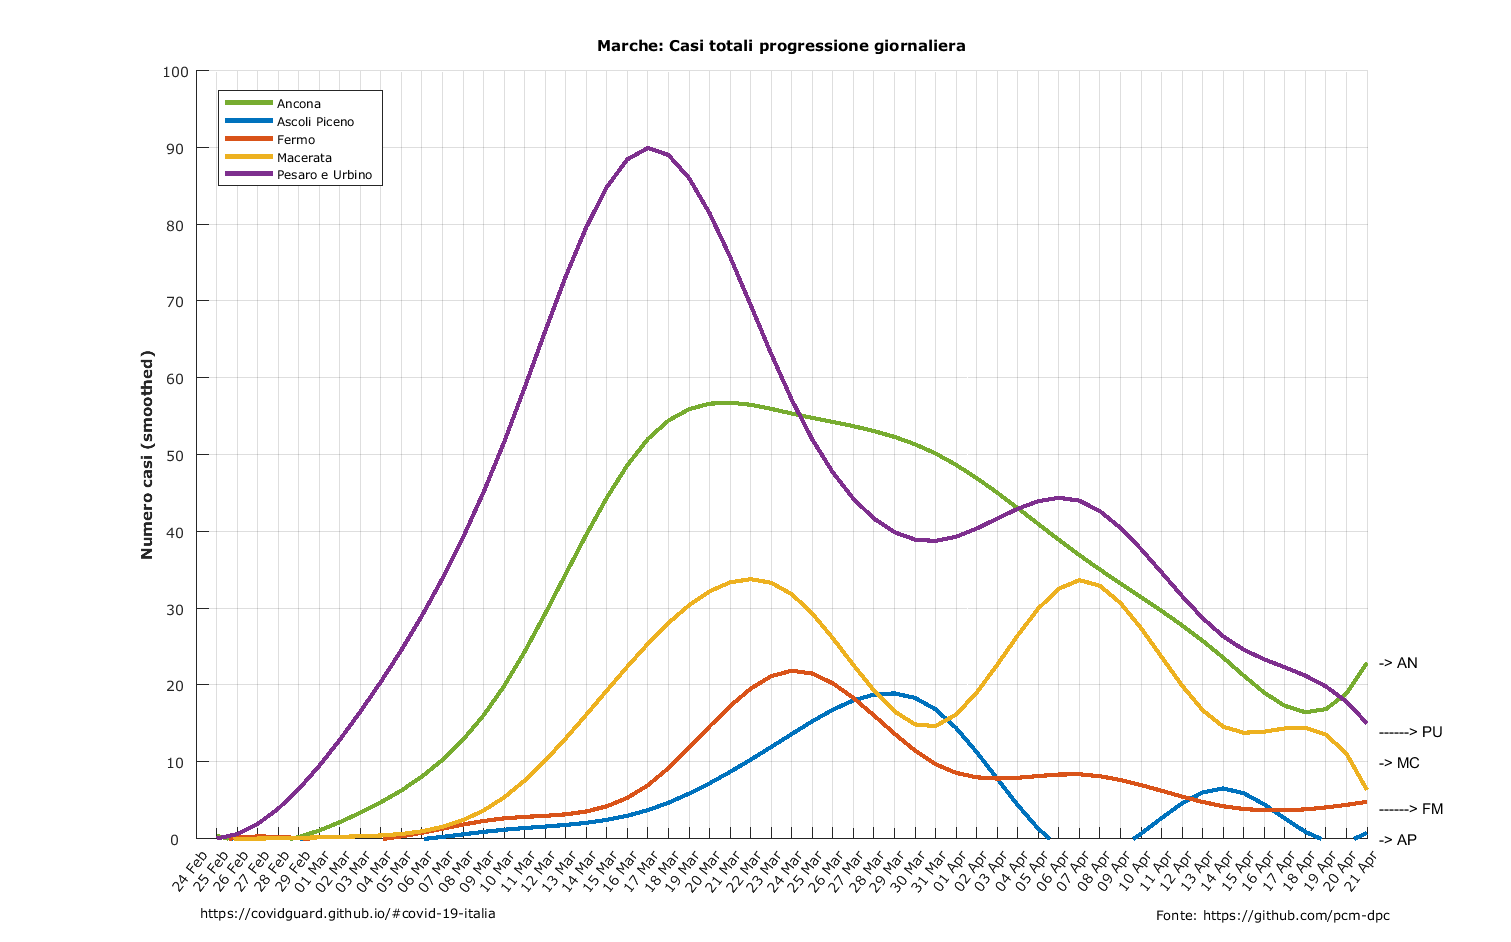 Marche: Casi totali progressione giornaliera
Numero casi (smoothed)
100
90
80
70
60
50
40
30
20
10
0
Ancona
Ascoli Piceno
Fermo
Macerata
Pesaro e Urbino
-> AN
------> PU
-> MC
------> FM
-> AP
24 Feb
25 Feb
26 Feb
27 Feb
28 Feb
29 Feb
01 Mar
02 Mar
03 Mar
04 Mar
05 Mar
06 Mar
07 Mar
08 Mar
09 Mar
10 Mar
11 Mar
12 Mar
13 Mar
14 Mar
15 Mar
16 Mar
17 Mar
18 Mar
19 Mar
20 Mar
21 Mar
22 Mar
23 Mar
24 Mar
25 Mar
26 Mar
27 Mar
28 Mar
29 Mar
30 Mar
31 Mar
01 Apr
02 Apr
03 Apr
04 Apr
05 Apr
06 Apr
07 Apr
08 Apr
09 Apr
10 Apr
11 Apr
12 Apr
13 Apr
14 Apr
15 Apr
16 Apr
17 Apr
18 Apr
19 Apr
20 Apr
21 Apr
https://covidguard.github.io/#covid-19-italia
Fonte: https://github.com/pcm-dpc